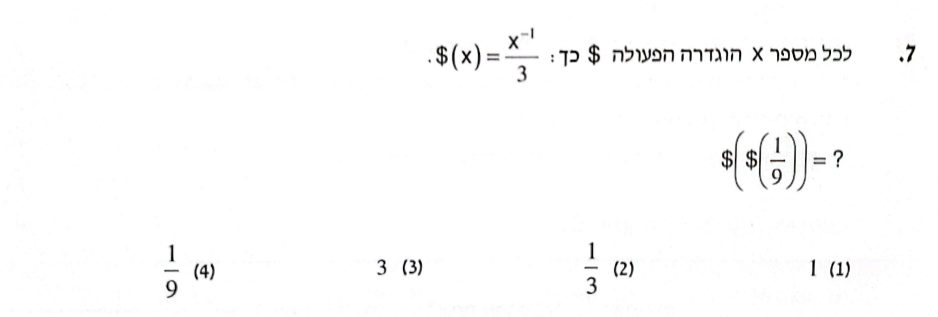 .7 לכל מספר x הוגדרה הפעולה $ כך: $(x) = x⁻¹/3.
$($(1/9)) = ?
(1) 1 (2) 1/3 (3) 3 (4) 1/9